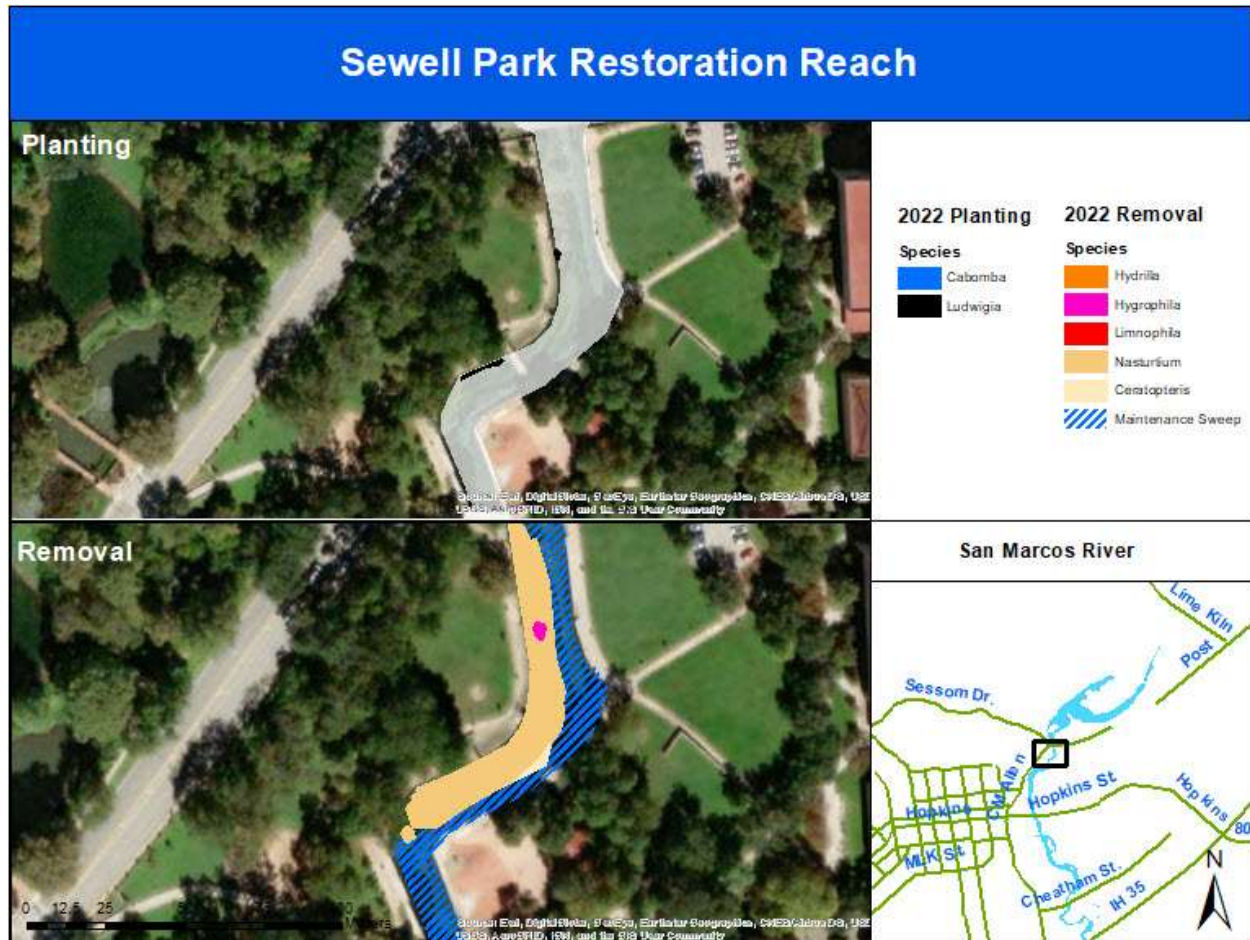 Sewell Park Restoration Reach
Planting
2022 Planting
Species
Cabomba
Ludwigia
2022 Removal
Species
Hydrilla
Hygrophila
Limnophila
Nasturtium
Ceratopteris
Maintenance Sweep
Removal
0 12.5 25
San Marcos River
Lime Kiln
Post
Sessom Dr.
Hopkins St
Hopkins
80
Hopkins
MLK St
Cheatham St.
IH 35
N